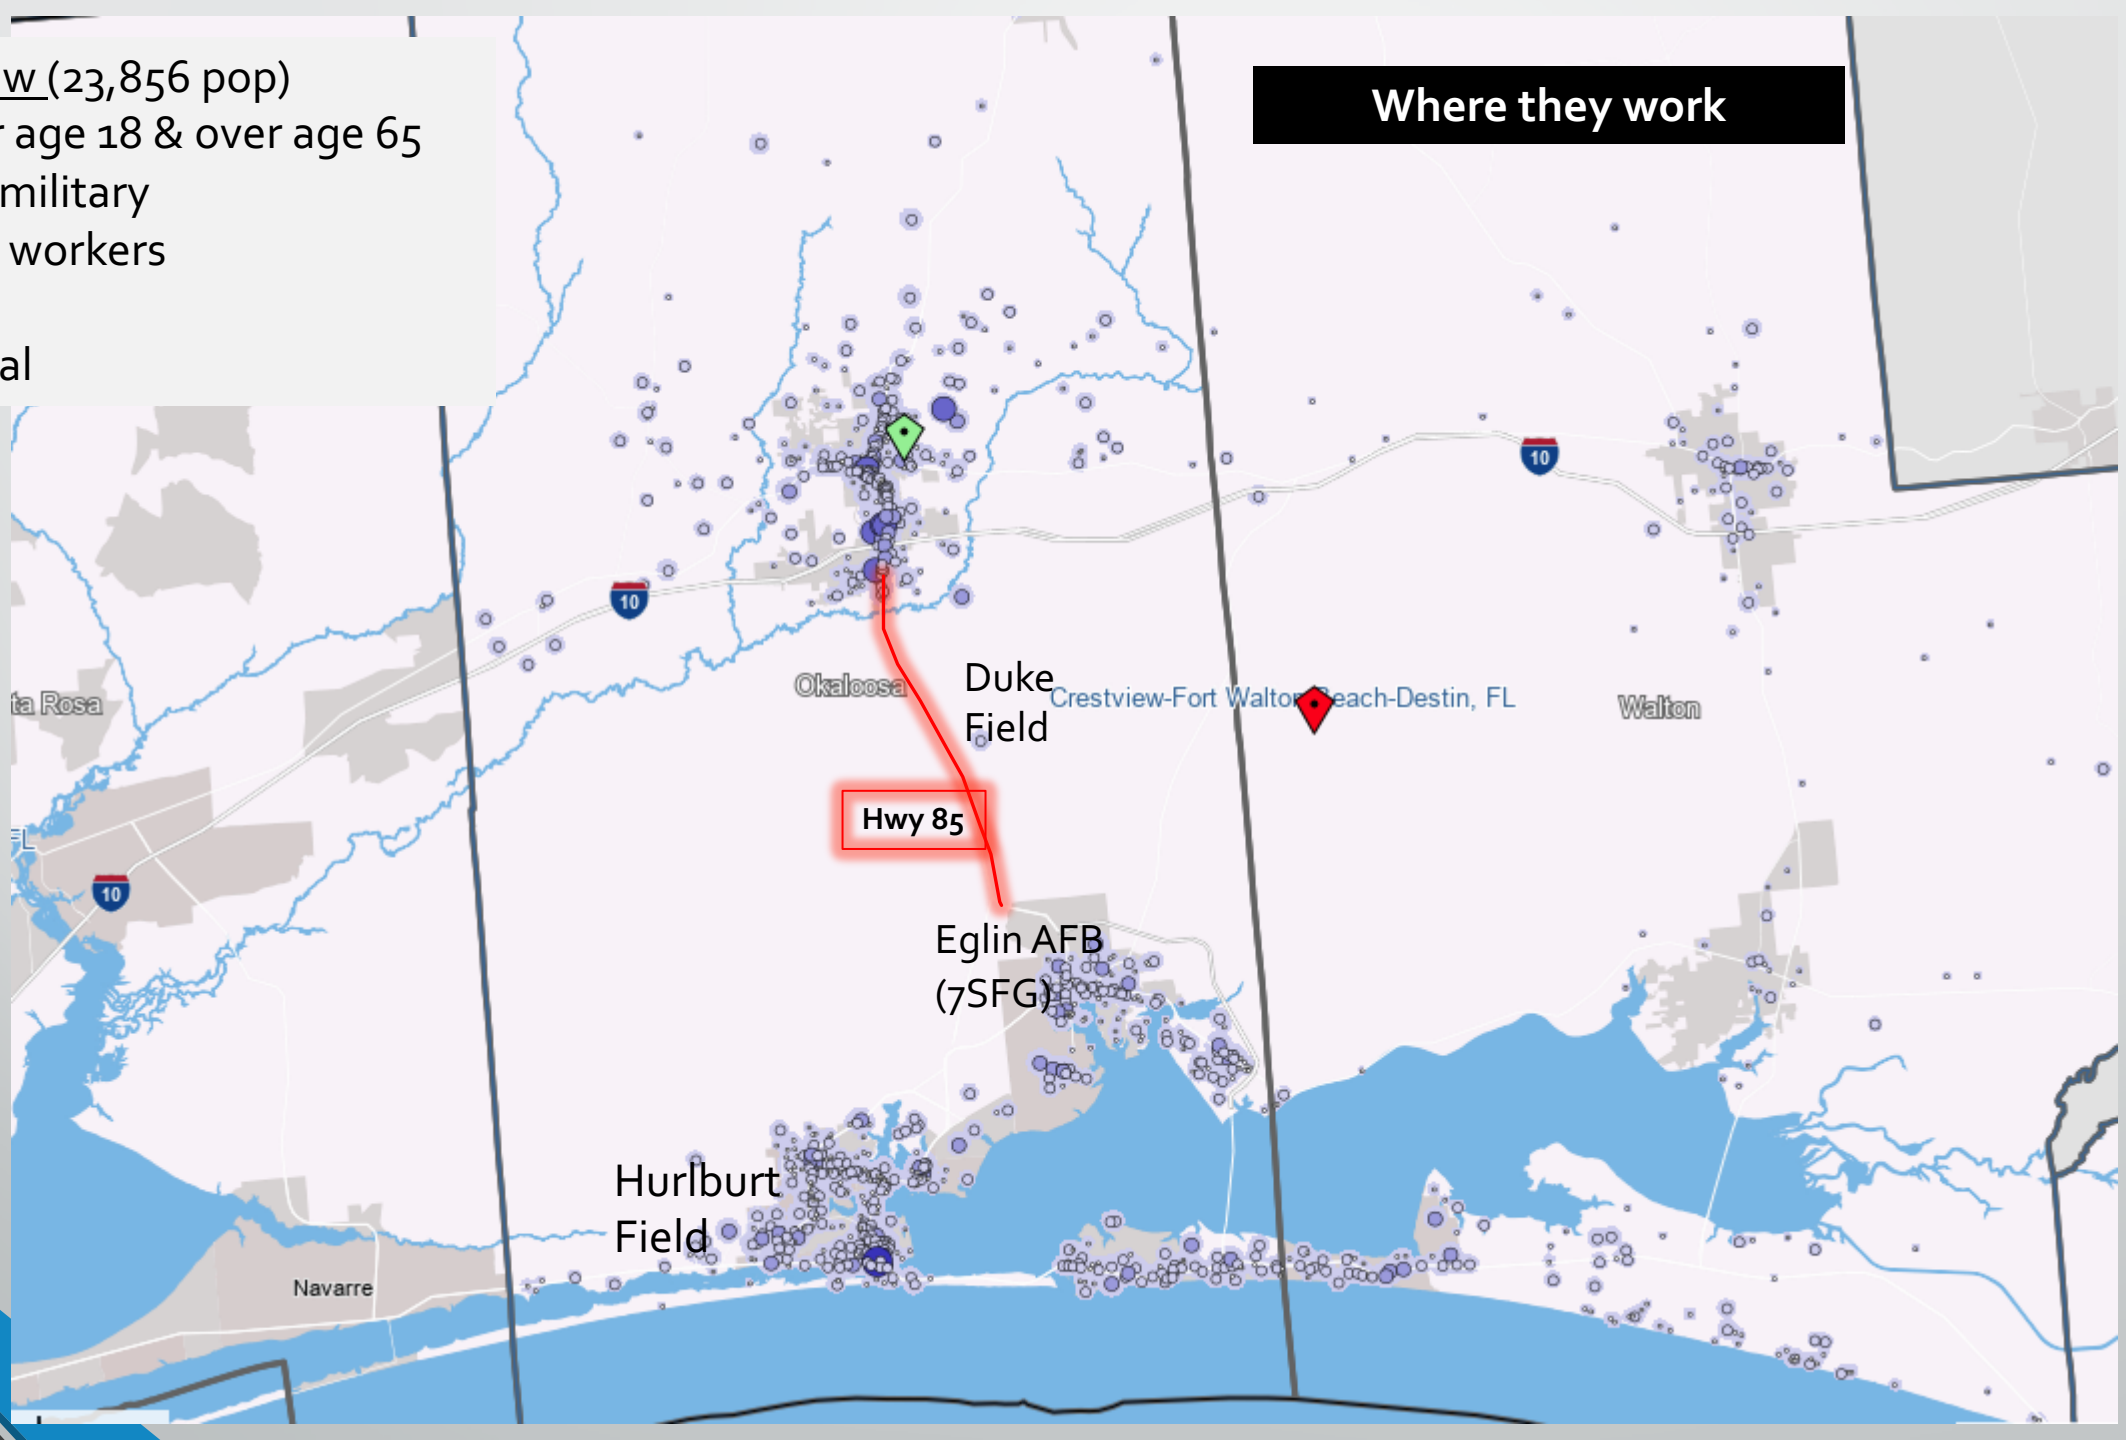 w (23,856 pop)
r age 18 & over age 65
military
workers
al
Where they work
10
10
10
Okaloosa
Duke
Field
Crestview-Fort Walton Beach-Destin, FL
Walton
ta Rosa
Hwy 85
FL
Eglin AFB
(7SFG)
Hurlburt
Field
Navarre